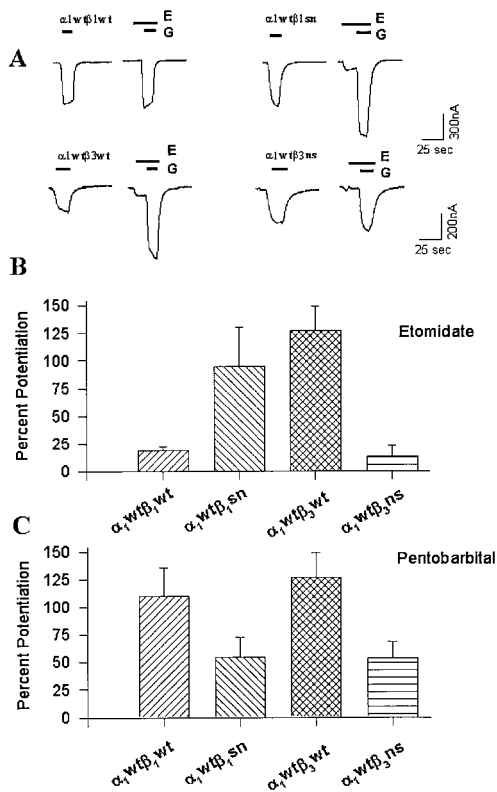 A
α1wtβ1wt
E
G
α1wtβ1sn
E
G
300nA
25 sec
α1wtβ3wt
E
G
α1wtβ3ns
E
G
200nA
25 sec
B
Percent Potentiation
150
125
100
75
50
25
0
Etomidate
α₁wtβ₁wt
α₁wtβ₁sn
α₁wtβ₃wt
α₁wtβ₃ns
C
Percent Potentiation
150
125
100
75
50
25
0
Pentobarbital
α₁wtβ₁wt
α₁wtβ₁sn
α₁wtβ₃wt
α₁wtβ₃ns